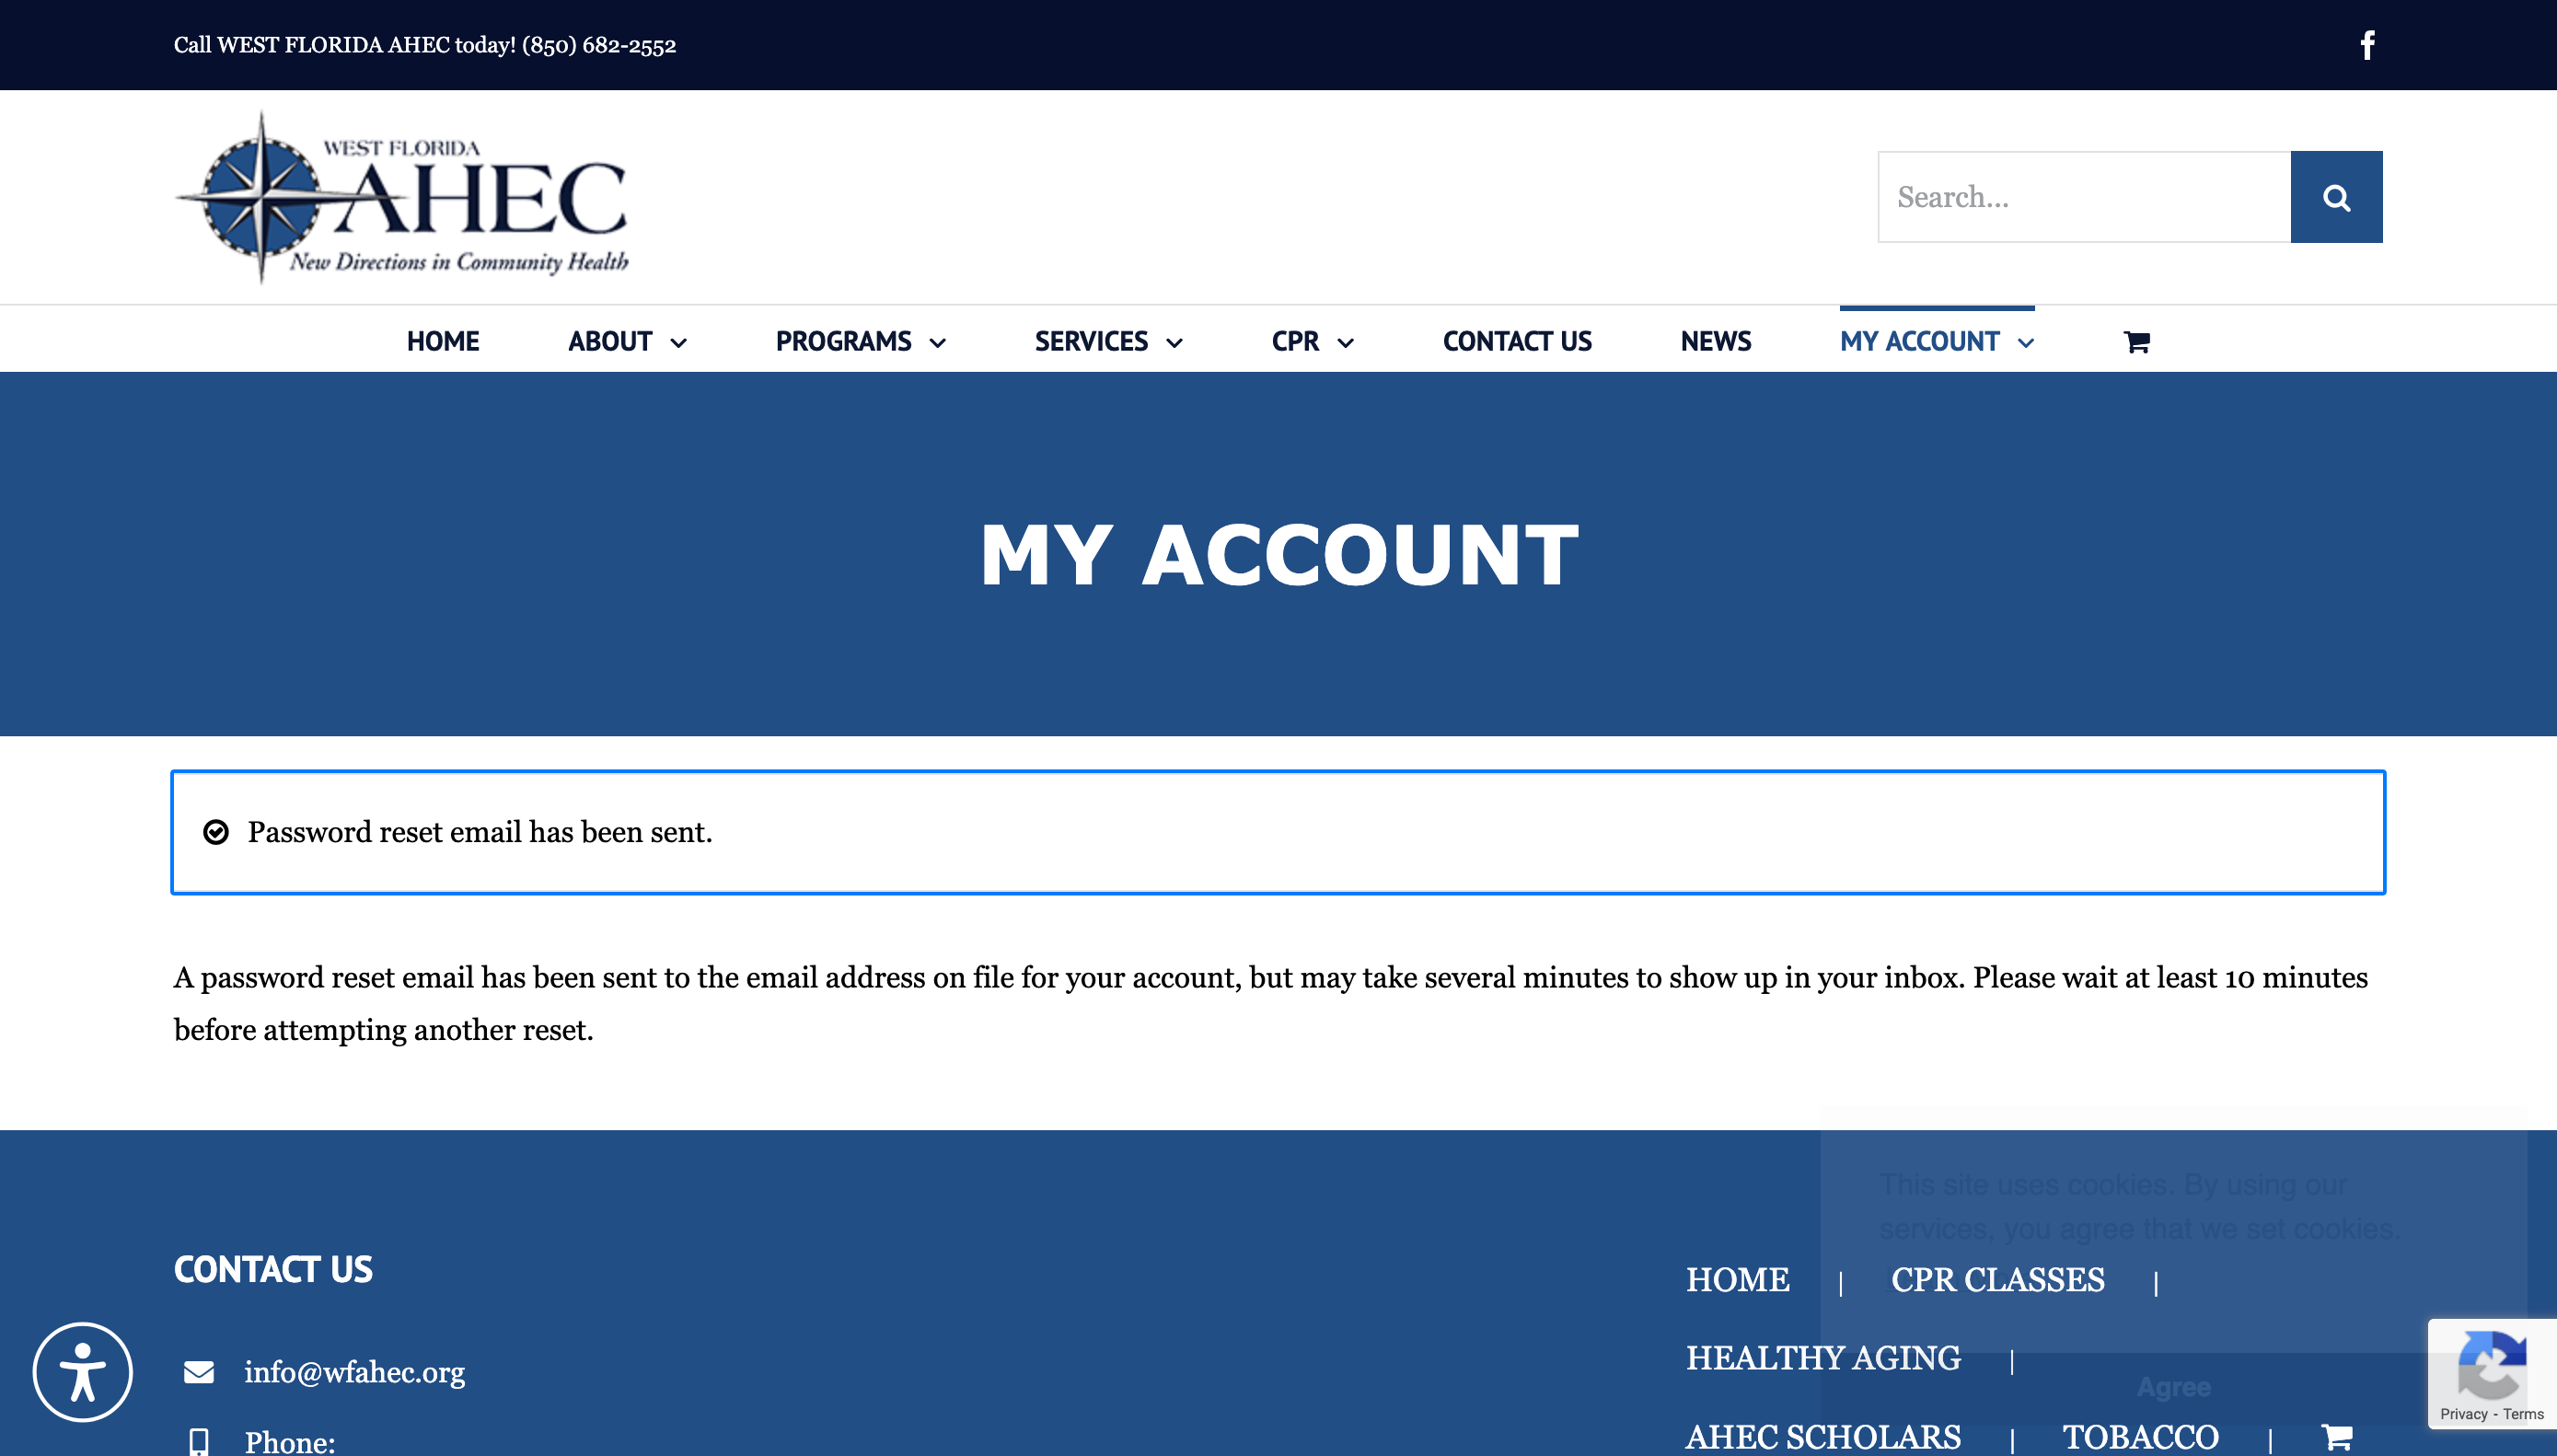 Call WEST FLORIDA AHEC today! (850) 682-2552
WEST FLORIDA
AHEC
New Directions in Community Health
Search...
HOME ABOUT PROGRAMS SERVICES CPR CONTACT US NEWS MY ACCOUNT
MY ACCOUNT
Password reset email has been sent.
A password reset email has been sent to the email address on file for your account, but may take several minutes to show up in your inbox. Please wait at least 10 minutes
before attempting another reset.
This site uses cookies. By using our
services, you agree that we set cookies.
Agree
CONTACT US
info@wfahec.org
Phone:
HOME | CPR CLASSES |
HEALTHY AGING |
AHEC SCHOLARS | TOBACCO |
Privacy - Terms